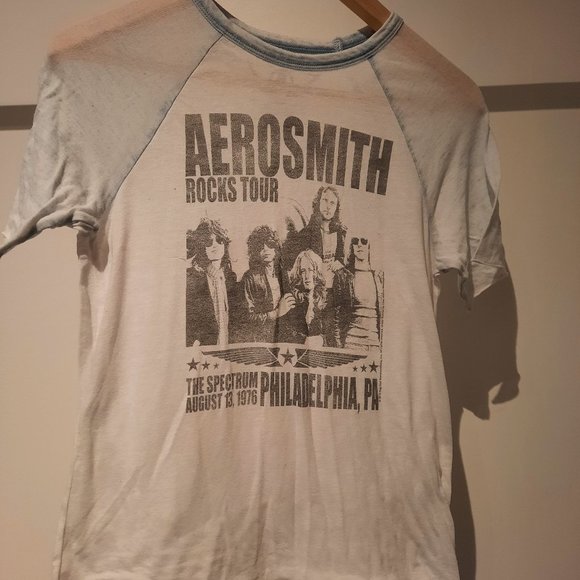 AEROSMITH
ROCKS TOUR
THE SPECTRUM
AUGUST 13, 1976 PHILADELPHIA, PA